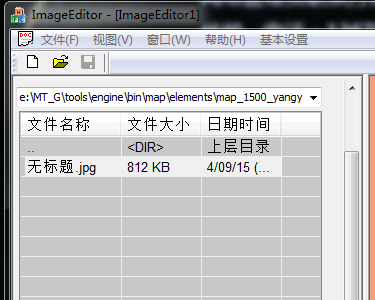 ImageEditor - [ImageEditor1]
DOC 文件(F) 视图(V) 窗口(W) 帮助(H) 基本设置
e:\MT_G\tools\engine\bin\map\elements\map_1500_yangy
文件名称 文件大小 日期时间
.. <DIR> 上层目录
无标题.jpg 812 KB 4/09/15 (...